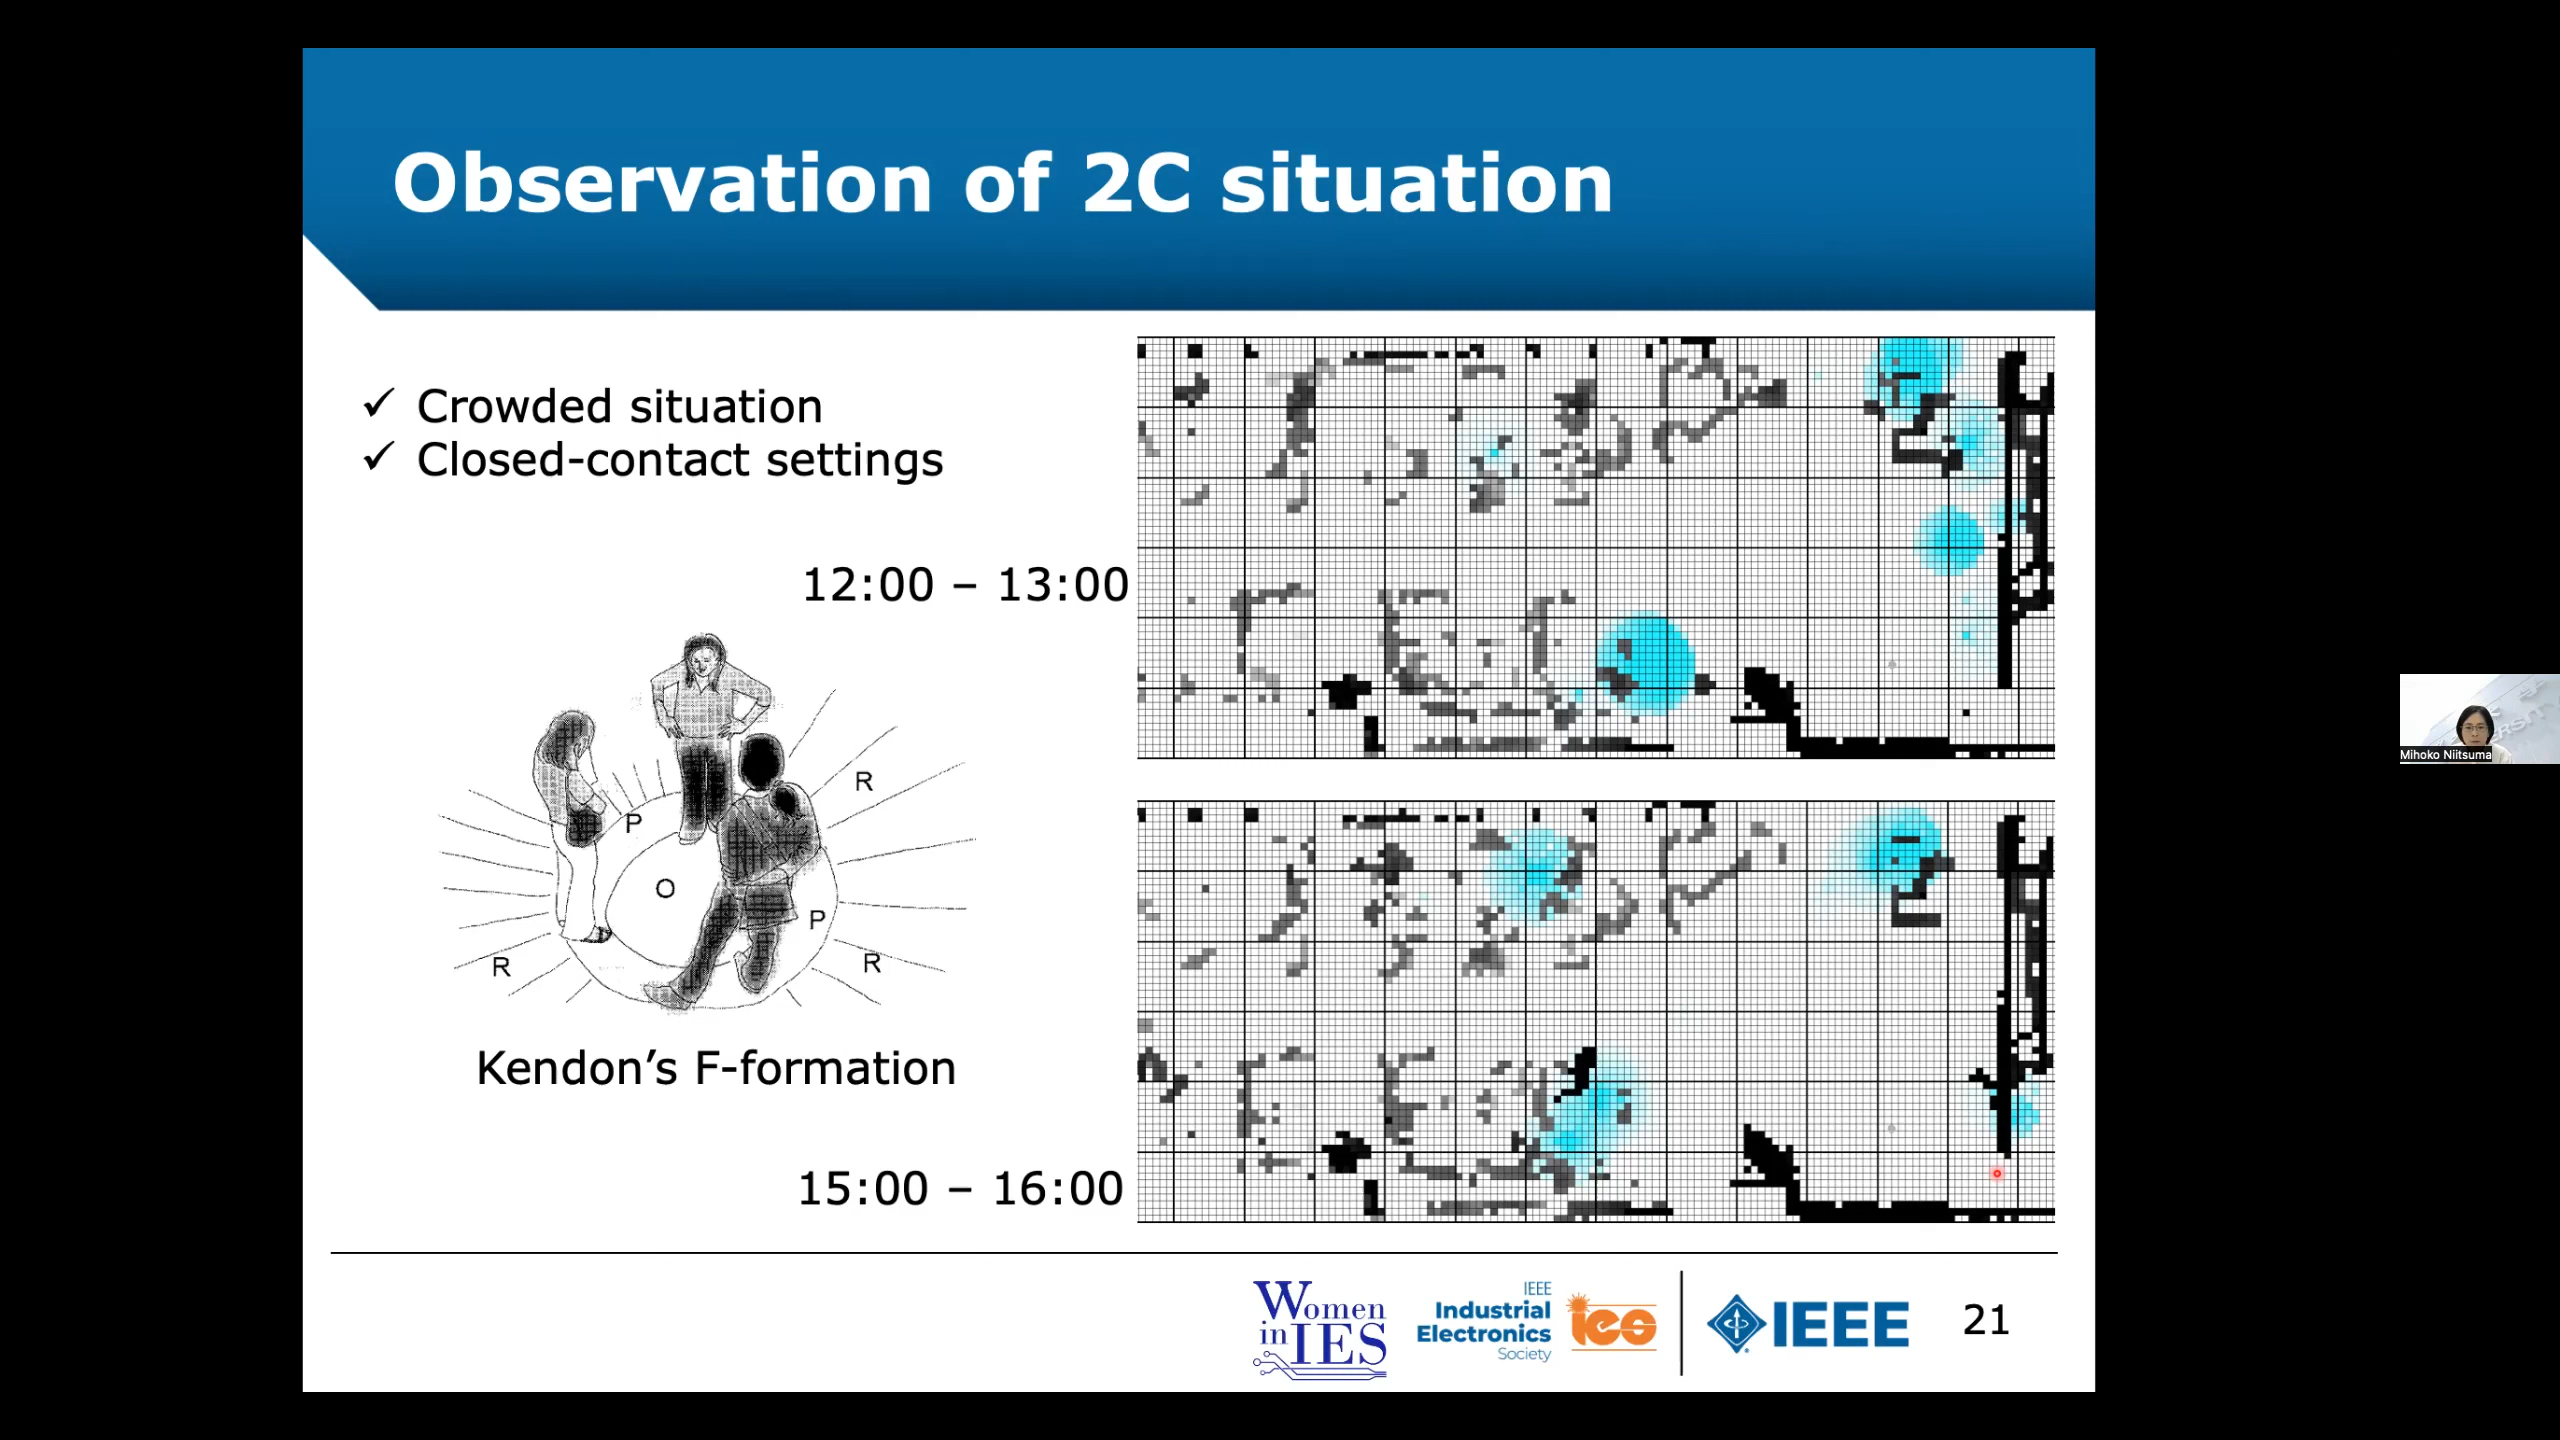 Observation of 2C situation
✓ Crowded situation
✓ Closed-contact settings
12:00 – 13:00
R
P
O
P
R
R
Kendon’s F-formation
15:00 – 16:00
Women
in IES
IEEE
Industrial
Electronics
Society
ies
IEEE
21
Mihoko Niitsuma